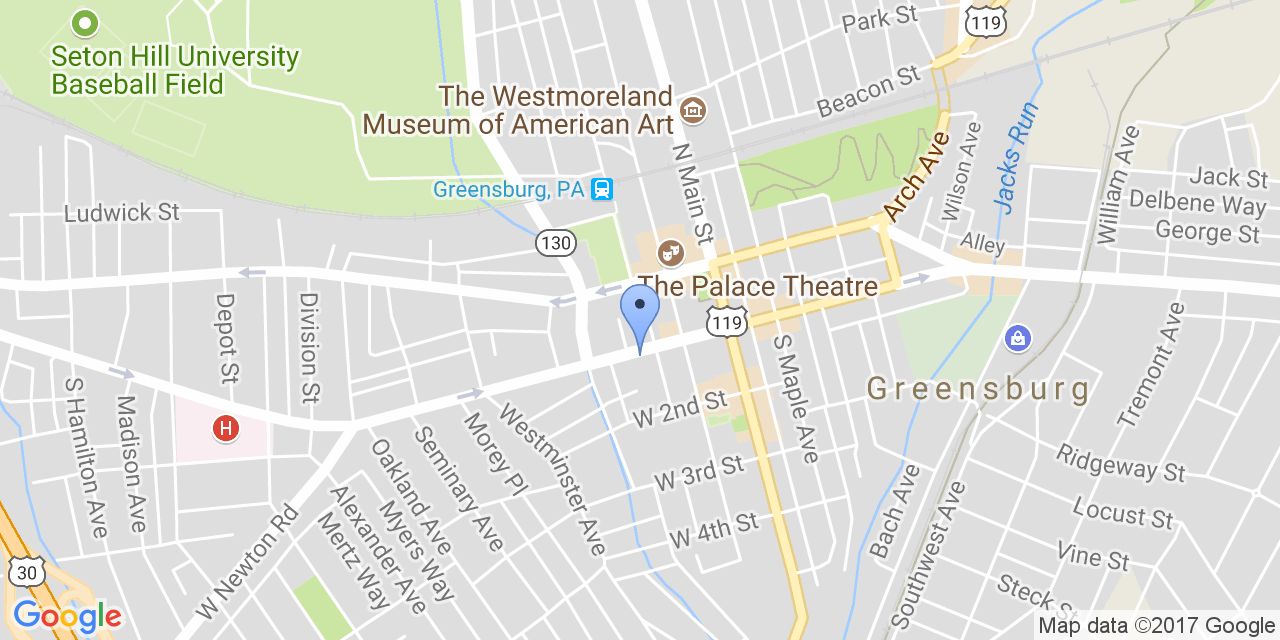 Park St
119
Seton Hill University
Baseball Field
The Westmoreland
Museum of American Art
Beacon St
Jacks Run
N Main St
Arch Ave
Wilson Ave
William Ave
Greensburg, PA
Jack St
Delbene Way
George St
Ludwick St
130
Alley
The Palace Theatre
119
Depot St
Division St
S Maple Ave
Greensburg
Tremont Ave
S Hamilton Ave
Madison Ave
H
W 2nd St
Oakland Ave
Seminary Ave
Morey Pl
Westminster Ave
W 3rd St
Ridgeway St
Locust St
W 4th St
Bach Ave
Southwest Ave
Vine St
Steck St
W Newton Rd
Alexander Ave
Mertz Way
Myers Way
30
Google
Map data ©2017 Google